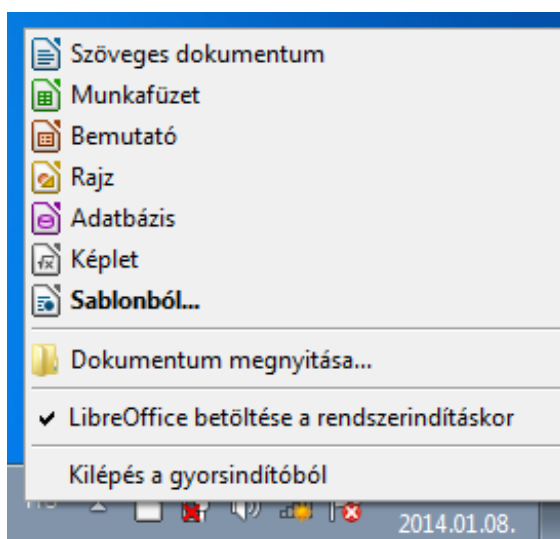 Szöveges dokumentum
Munkafüzet
Bemutató
Rajz
Adatbázis
Képlet
Sablonból...
Dokumentum megnyitása...
LibreOffice betöltése a rendszerindításkor
Kilépés a gyorsindítóból
2014.01.08.